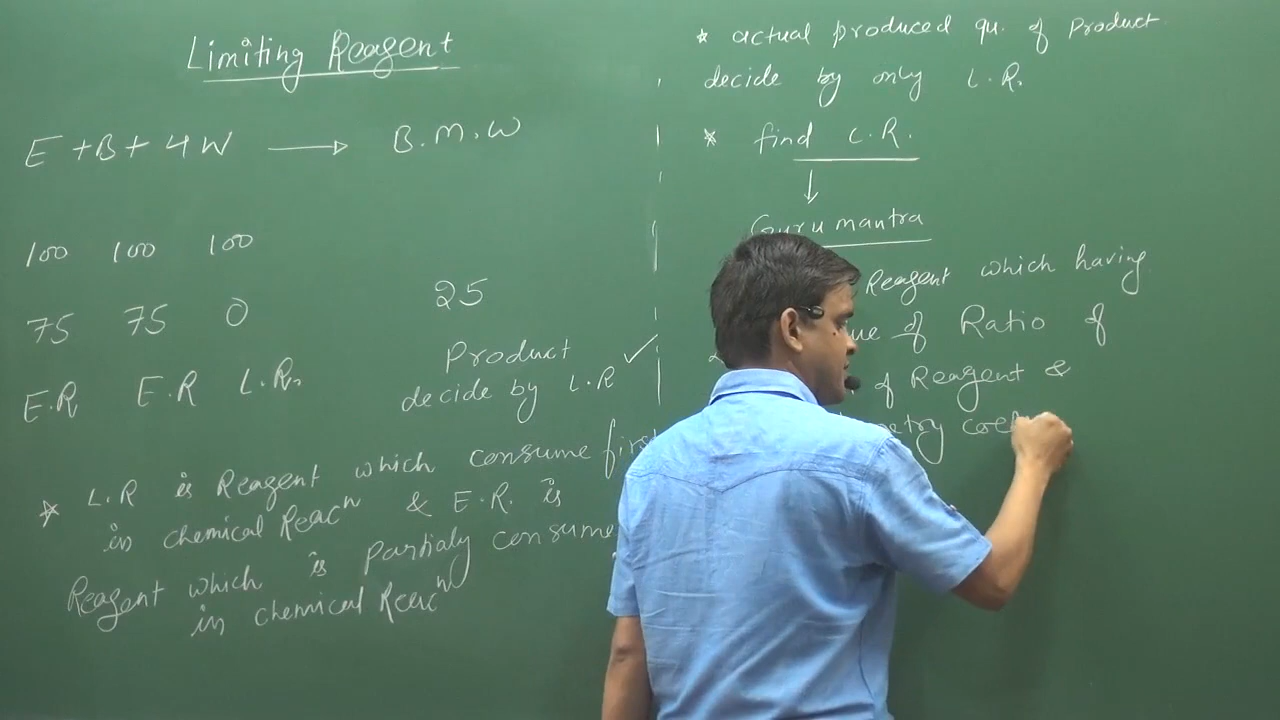 Limiting Reagent
E + B + 4W → B.M.W
100 100 100
75 75 0 25
E.R E.R L.R.
Product ✓
decide by L.R
* L.R is Reagent which consume first
in chemical Reacⁿ & E.R. is
Reagent which is partialy consume
in chemical Reacⁿ
* actual produced qu. of Product
decide by only L.R.
* find L.R.
↓
Gurumantra
Reagent which having
of Ratio of
of Reagent &